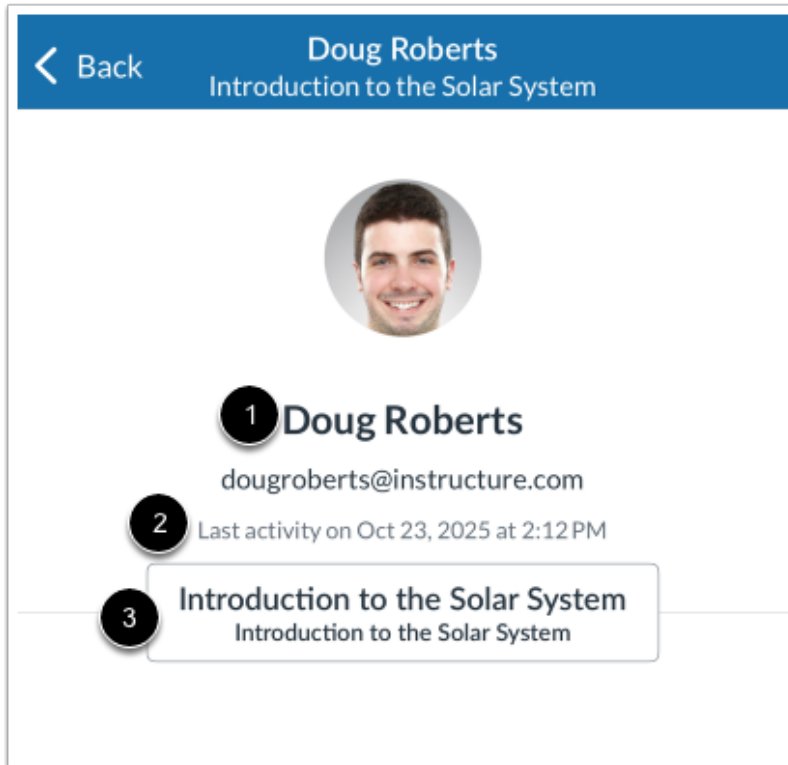 Back
Doug Roberts
Introduction to the Solar System
1
Doug Roberts
dougroberts@instructure.com
2
Last activity on Oct 23, 2025 at 2:12 PM
3
Introduction to the Solar System
Introduction to the Solar System